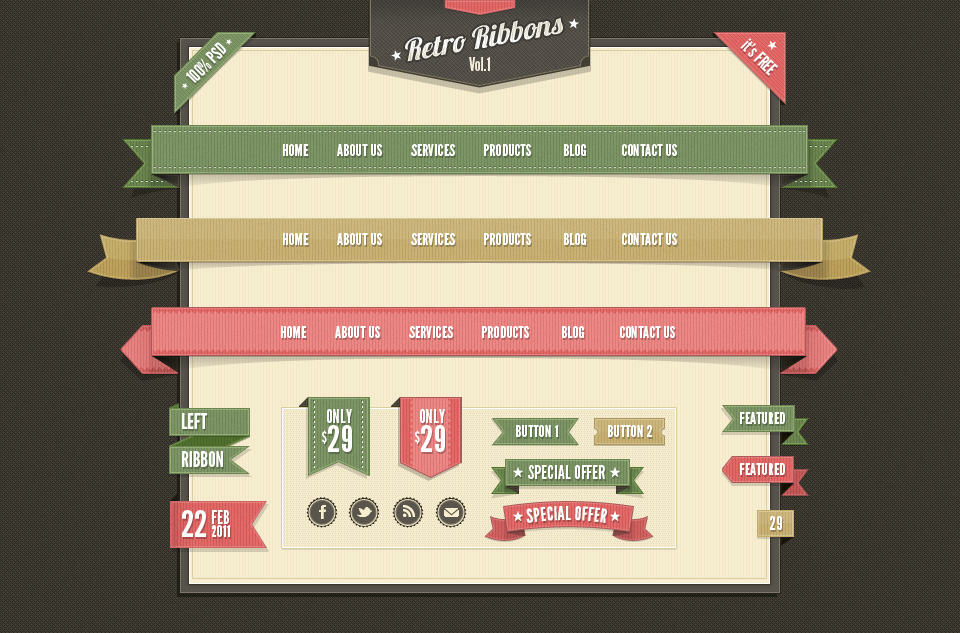 Retro Ribbons
Vol.1
100% PSD
it's FREE
HOME ABOUT US SERVICES PRODUCTS BLOG CONTACT US
HOME ABOUT US SERVICES PRODUCTS BLOG CONTACT US
HOME ABOUT US SERVICES PRODUCTS BLOG CONTACT US
LEFT
RIBBON
22 FEB
2011
ONLY
$29
ONLY
$29
f
BUTTON 1
BUTTON 2
SPECIAL OFFER
SPECIAL OFFER
FEATURED
FEATURED
29